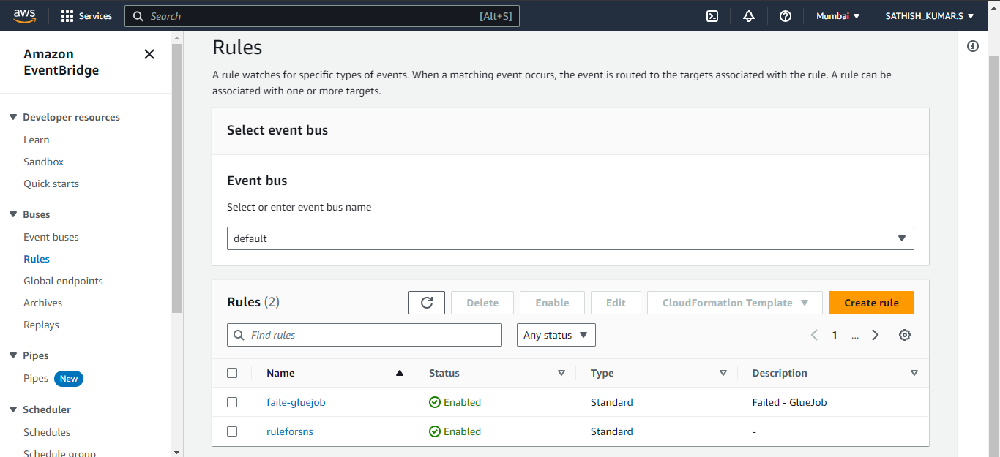 aws
Services
Search
[Alt+S]
Mumbai
SATHISH_KUMAR.S
Amazon
EventBridge
Developer resources
Learn
Sandbox
Quick starts
Buses
Event buses
Rules
Global endpoints
Archives
Replays
Pipes
Pipes New
Scheduler
Schedules
Schedule group
Rules
A rule watches for specific types of events. When a matching event occurs, the event is routed to the targets associated with the rule. A rule can be
associated with one or more targets.
Select event bus
Event bus
Select or enter event bus name
default
Rules (2)
Delete
Enable
Edit
CloudFormation Template
Create rule
Find rules
Any status
1
...
Name Status Type Description
faile-gluejob Enabled Standard Failed - GlueJob
ruleforsns Enabled Standard -